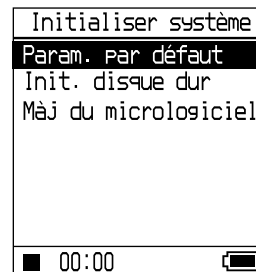 Initialiser système
Param. par défaut
Init. disque dur
Màj du micrologiciel
00:00